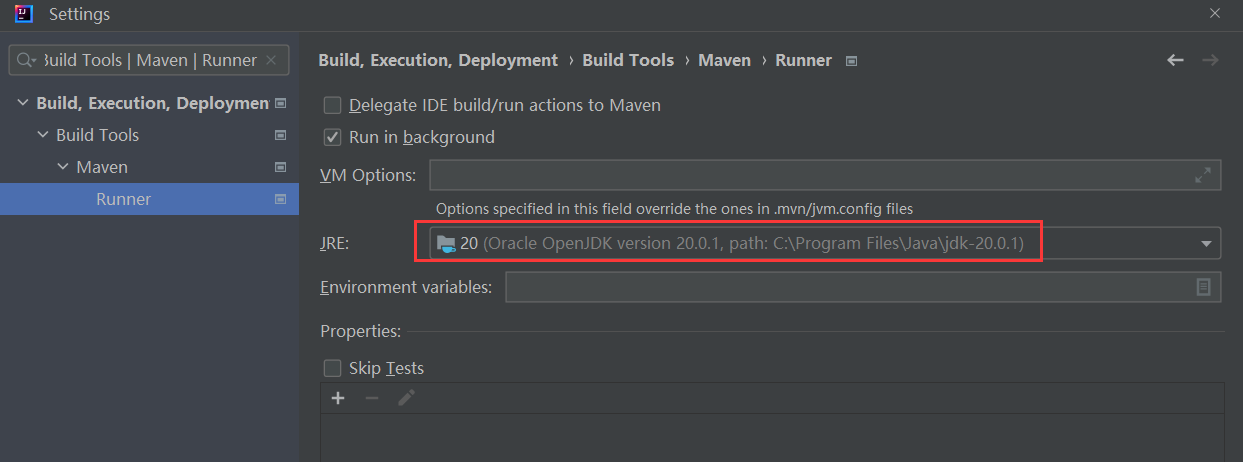 Settings
Build Tools | Maven | Runner
Build, Execution, Deployment › Build Tools › Maven › Runner
Build, Execution, Deploymen
Build Tools
Maven
Runner
Delegate IDE build/run actions to Maven
Run in background
VM Options:
Options specified in this field override the ones in .mvn/jvm.config files
JRE: 20 (Oracle OpenJDK version 20.0.1, path: C:\Program Files\Java\jdk-20.0.1)
Environment variables:
Properties:
Skip Tests